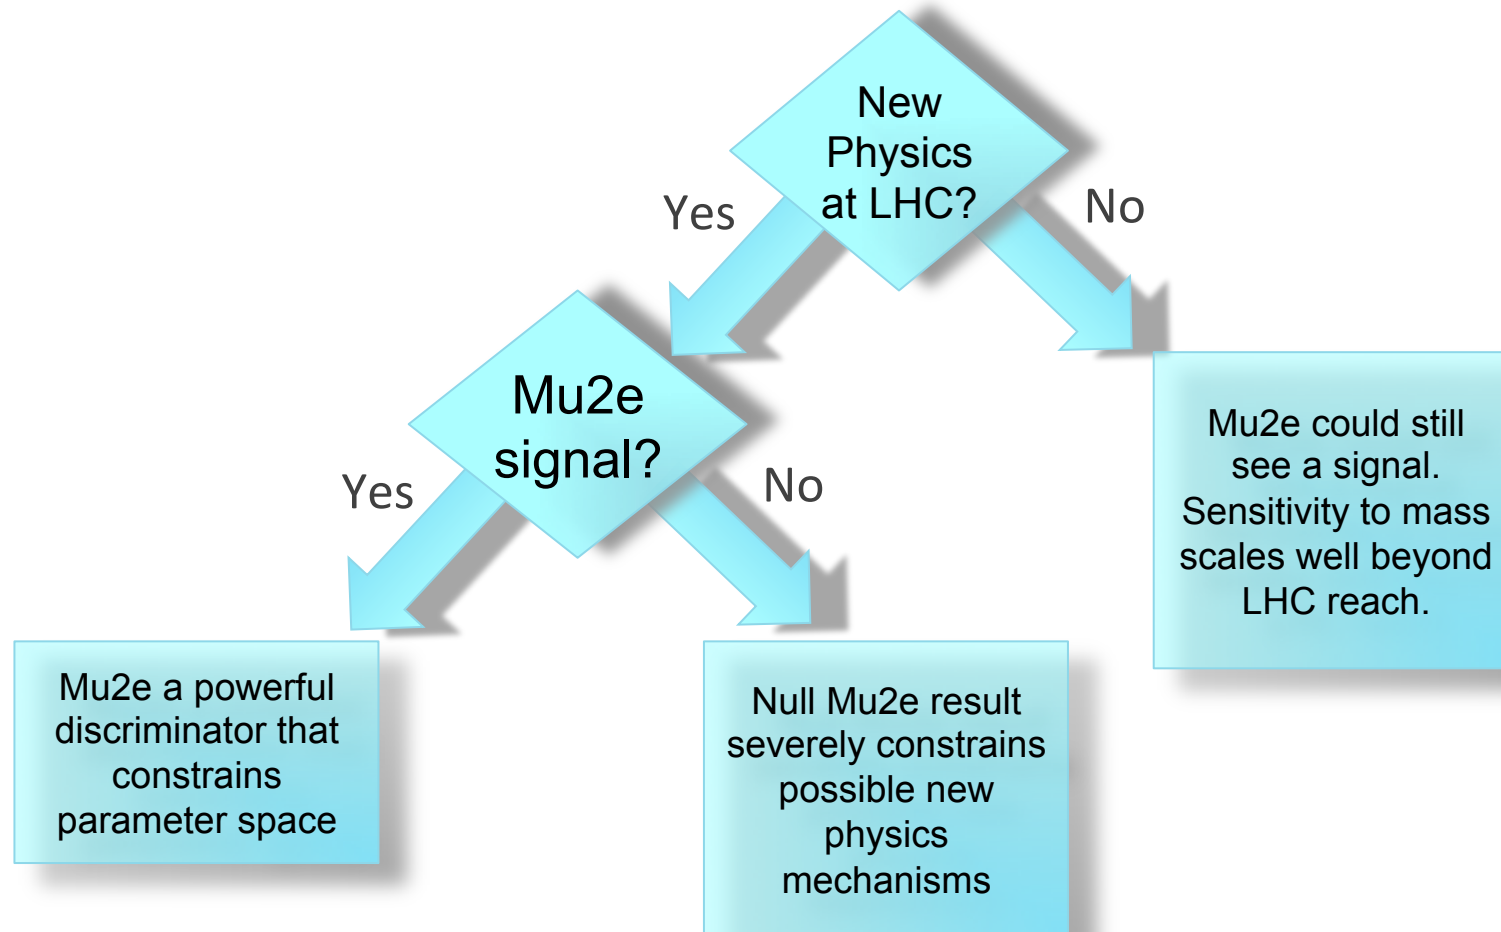 New
Physics
at LHC?
Yes
No
Mu2e
signal?
Yes
No
Mu2e could still
see a signal.
Sensitivity to mass
scales well beyond
LHC reach.
Mu2e a powerful
discriminator that
constrains
parameter space
Null Mu2e result
severely constrains
possible new
physics
mechanisms